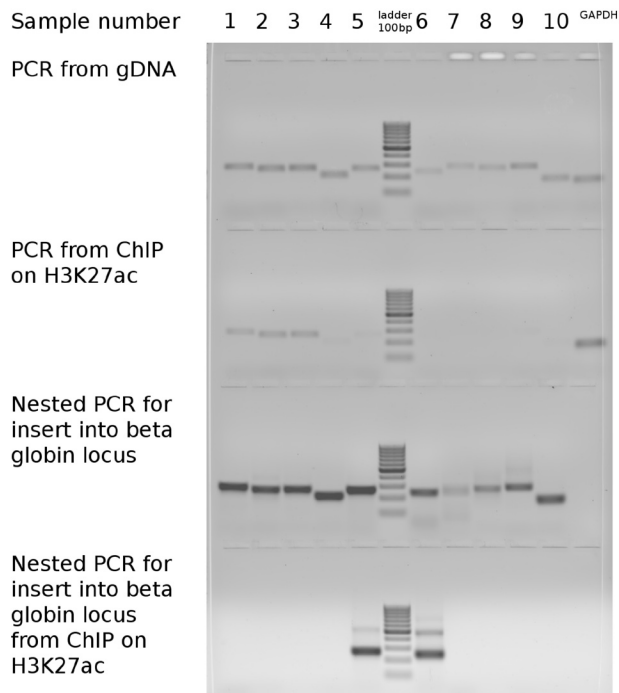 Sample number 1 2 3 4 5 ladder 6 7 8 9 10 GAPDH
100bp
PCR from gDNA
PCR from ChIP
on H3K27ac
Nested PCR for
insert into beta
globin locus
Nested PCR for
insert into beta
globin locus
from ChIP on
H3K27ac